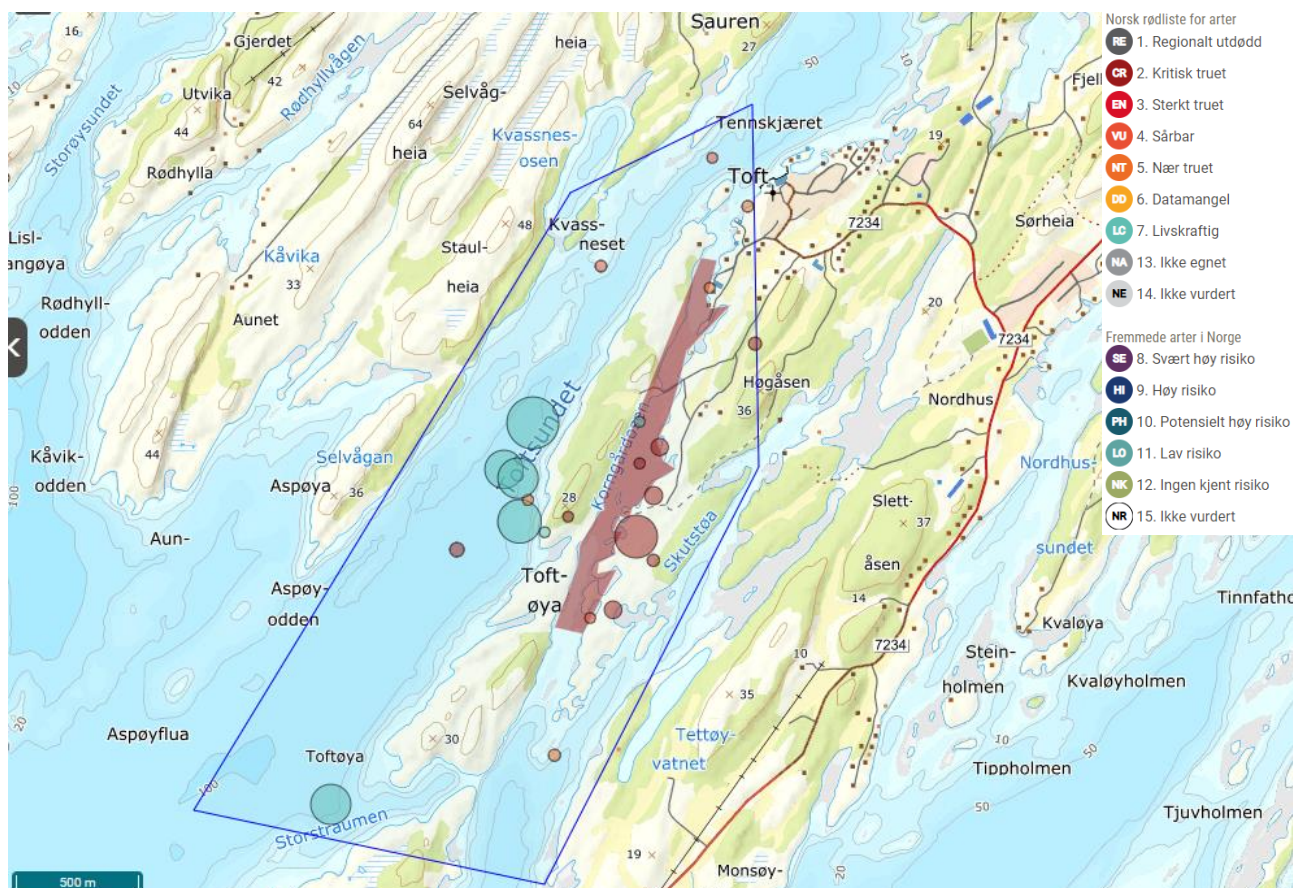 Sauren
16
Gjerdet
heia
27
10
50
42
Rødhyllvågen
Utvika
Storøysundet
Selvåg-
heia
64
44
Rødhylla
Kvassnes-
osen
Tennskjæret
Toft
19
Fjell
7234
Sørheia
Lisl-
angøya
Kåvika
Staul-
heia
48
Kvass-
neset
Rødhyll-
odden
33
Aunet
20
7234
Høgåsen
36
Nordhus
Toftsundet
Korngårdsosen
Kåvik-
odden
44
Selvågan
Aspøya
36
28
100
Nordhus-
sundet
Slett-
åsen
37
Skutstøa
Aun-
Toft-
øya
Aspøy-
odden
14
Tinnfatho
Kvaløya
7234
10
Stein-
holmen
Kvaløyholmen
35
20
Aspøyflua
30
Tettøy-
vatnet
Toftøya
10
50
Tippholmen
100
50
Storstraumen
Tjuvholmen
19
Monsøy-
20
500 m
Norsk rødliste for arter
RE 1. Regionalt utdødd
CR 2. Kritisk truet
EN 3. Sterkt truet
VU 4. Sårbar
NT 5. Nær truet
DD 6. Datamangel
LC 7. Livskraftig
NA 13. Ikke egnet
NE 14. Ikke vurdert
Fremmede arter i Norge
SE 8. Svært høy risiko
HI 9. Høy risiko
PH 10. Potensielt høy risiko
LO 11. Lav risiko
NK 12. Ingen kjent risiko
NR 15. Ikke vurdert